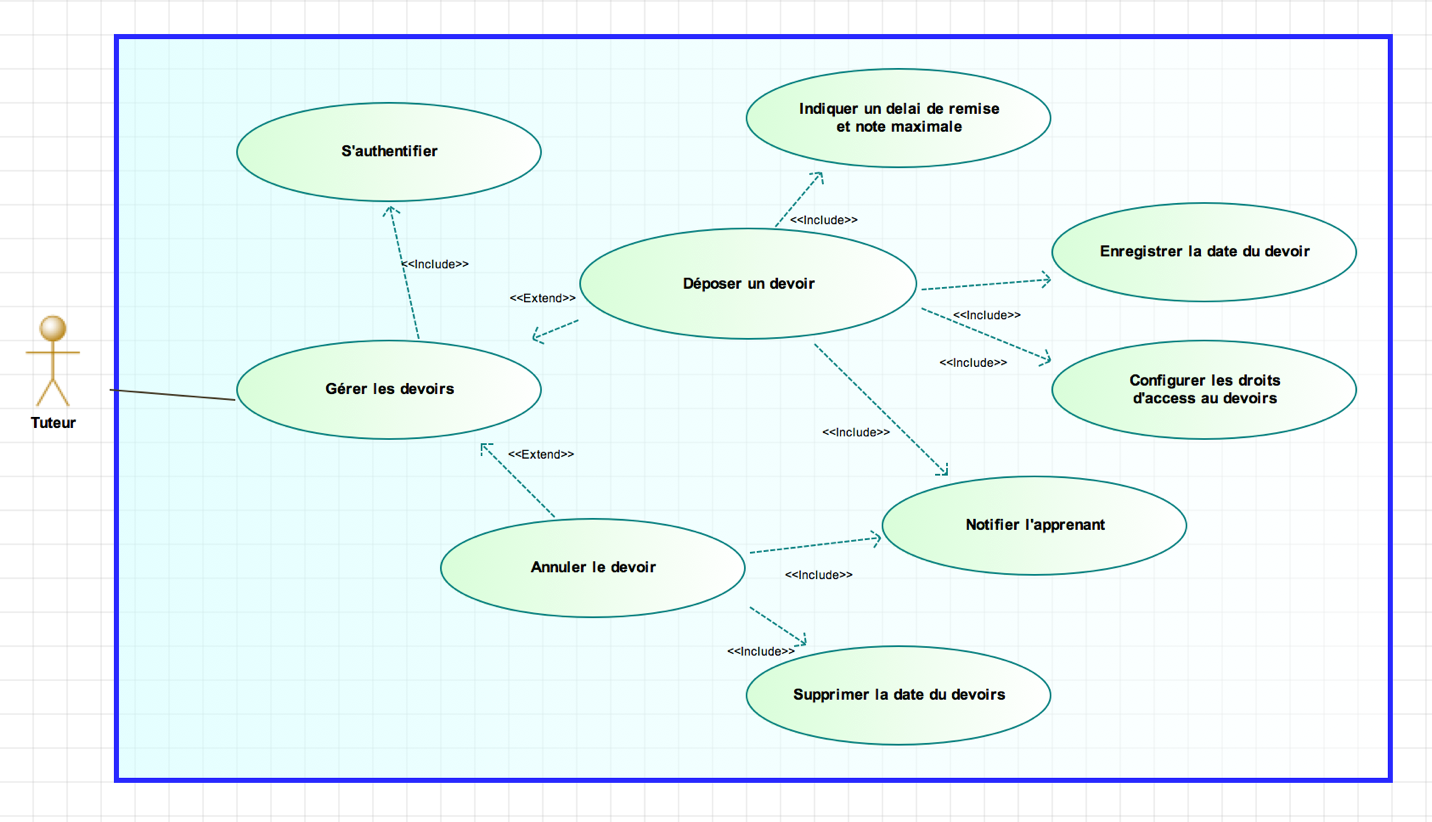 Indiquer un delai de remise
et note maximale
S'authentifier
<<Include>>
Enregistrer la date du devoir
<<Include>>
Déposer un devoir
<<Extend>>
<<Include>>
<<Include>>
Gérer les devoirs
Configurer les droits
d'access au devoirs
Tuteur
<<Include>>
<<Extend>>
Notifier l'apprenant
Annuler le devoir
<<Include>>
<<Include>>
Supprimer la date du devoirs